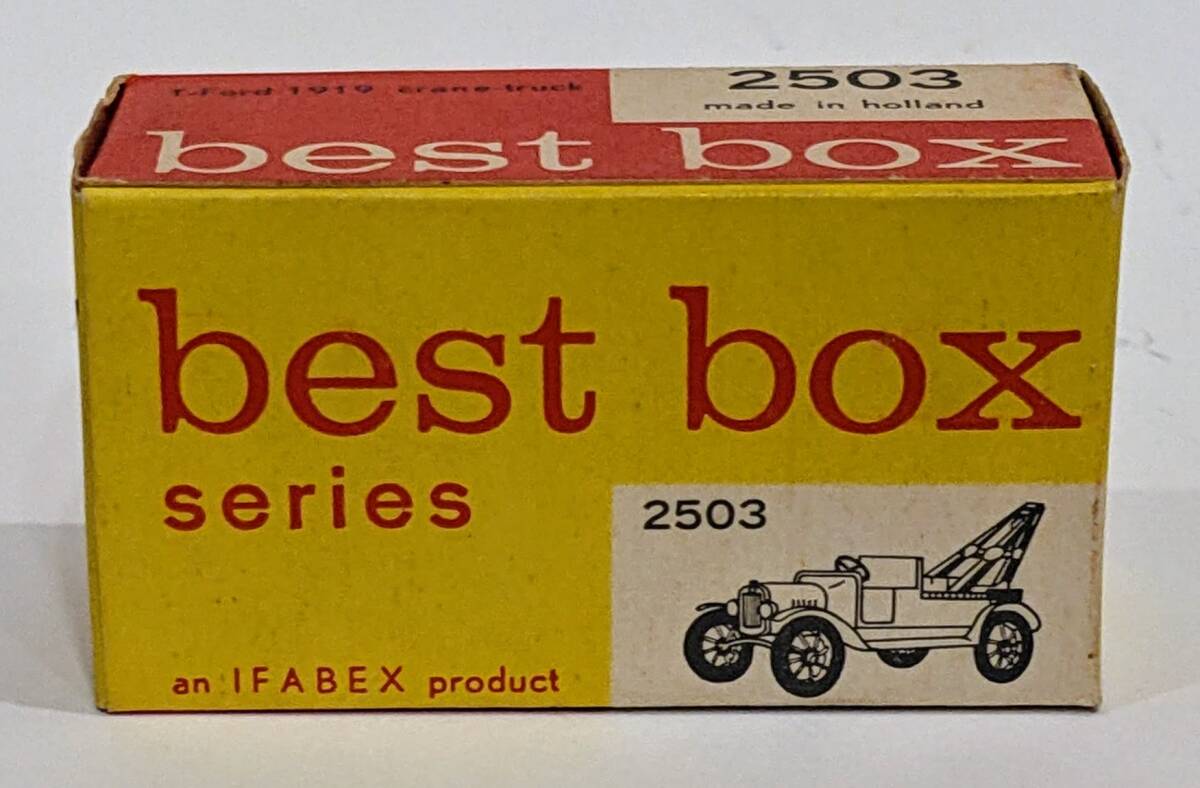 T-Ford 1919 crane-truck
2503
made in holland
best box
best box
series
2503
an IFABEX product